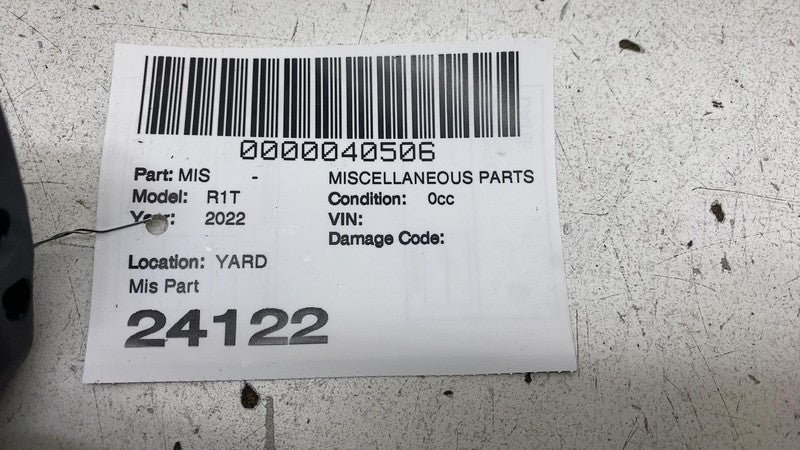 0000040506
Part: MIS - MISCELLANEOUS PARTS
Model: R1T Condition: 0cc
Year: 2022 VIN:
Damage Code:
Location: YARD
Mis Part
24122